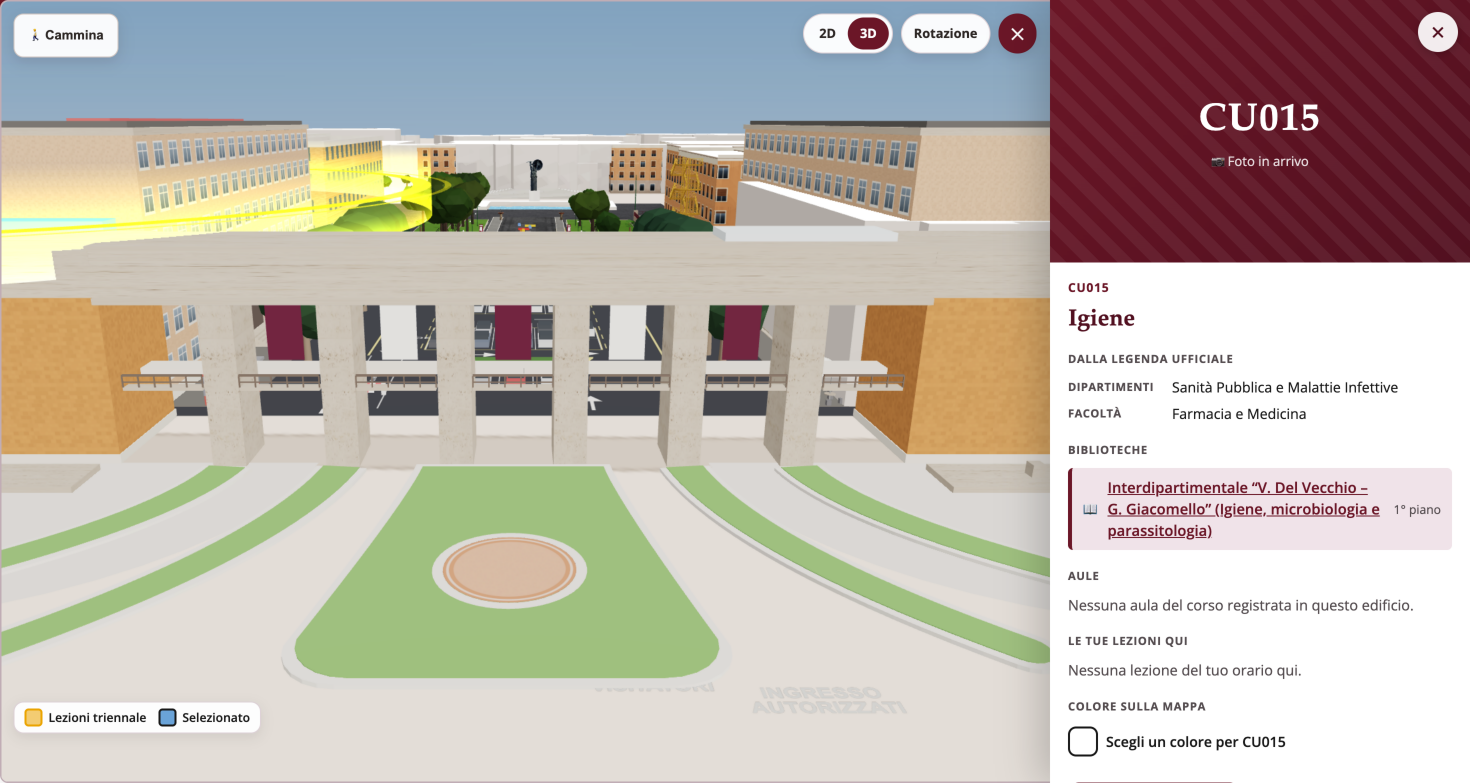 Cammina
2D 3D Rotazione
CU015
Foto in arrivo
CU015
Igiene
DALLA LEGENDA UFFICIALE
DIPARTIMENTI Sanità Pubblica e Malattie Infettive
FACOLTÀ Farmacia e Medicina
BIBLIOTECHE
Interdipartimentale “V. Del Vecchio –
G. Giacomello” (Igiene, microbiologia e
parassitologia)
1° piano
AULE
Nessuna aula del corso registrata in questo edificio.
LE TUE LEZIONI QUI
Nessuna lezione del tuo orario qui.
COLORE SULLA MAPPA
Scegli un colore per CU015
INGRESSO
AUTORIZZATI
Lezioni triennale Selezionato